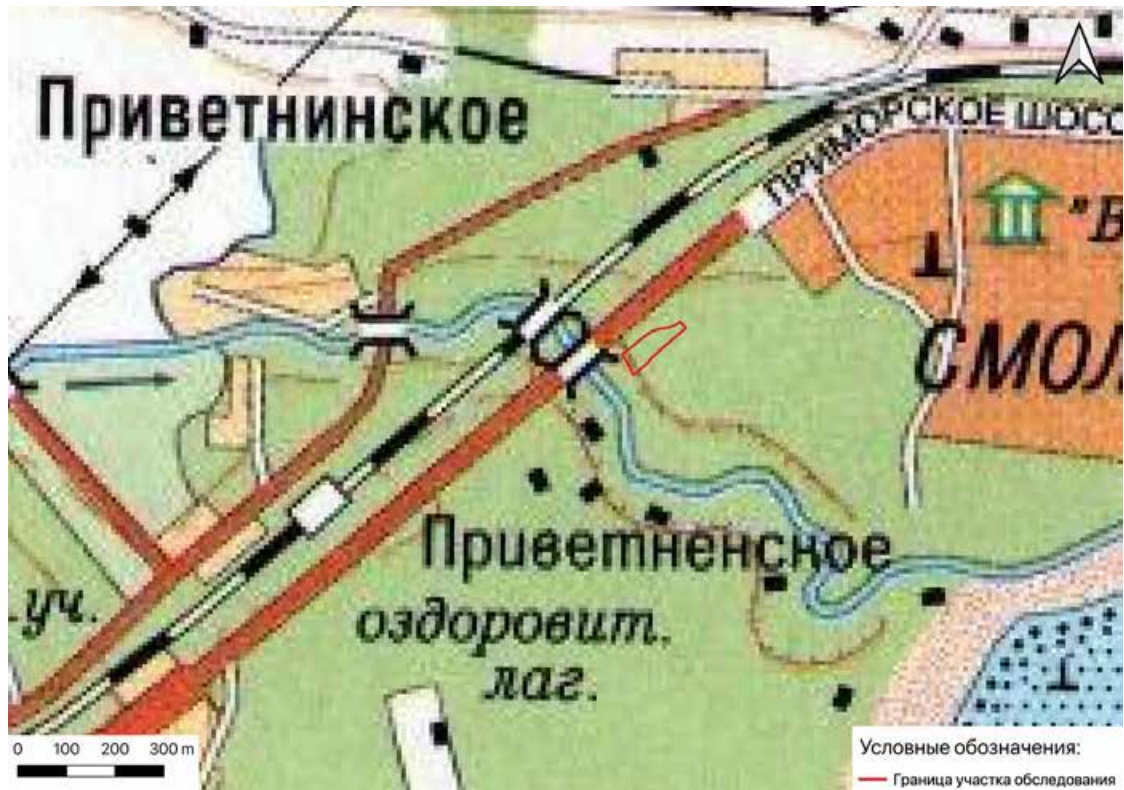 Приветнинское
ПРИМОРСКОЕ ШОСС
"В
СМОЛ
Приветненское
.уч.
оздоровит.
лаг.
0 100 200 300 m
Условные обозначения:
Граница участка обследования